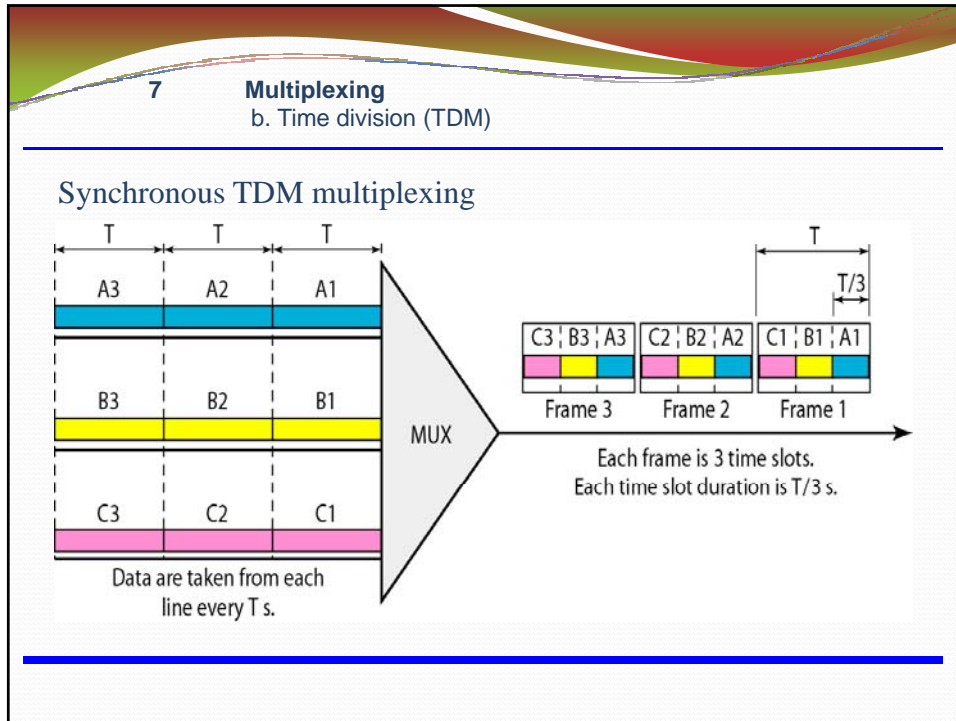 7 Multiplexing
b. Time division (TDM)
Synchronous TDM multiplexing
T T T
A3 A2 A1
B3 B2 B1
C3 C2 C1
Data are taken from each
line every T s.
MUX
T
T/3
C3 B3 A3 C2 B2 A2 C1 B1 A1
Frame 3 Frame 2 Frame 1
Each frame is 3 time slots.
Each time slot duration is T/3 s.